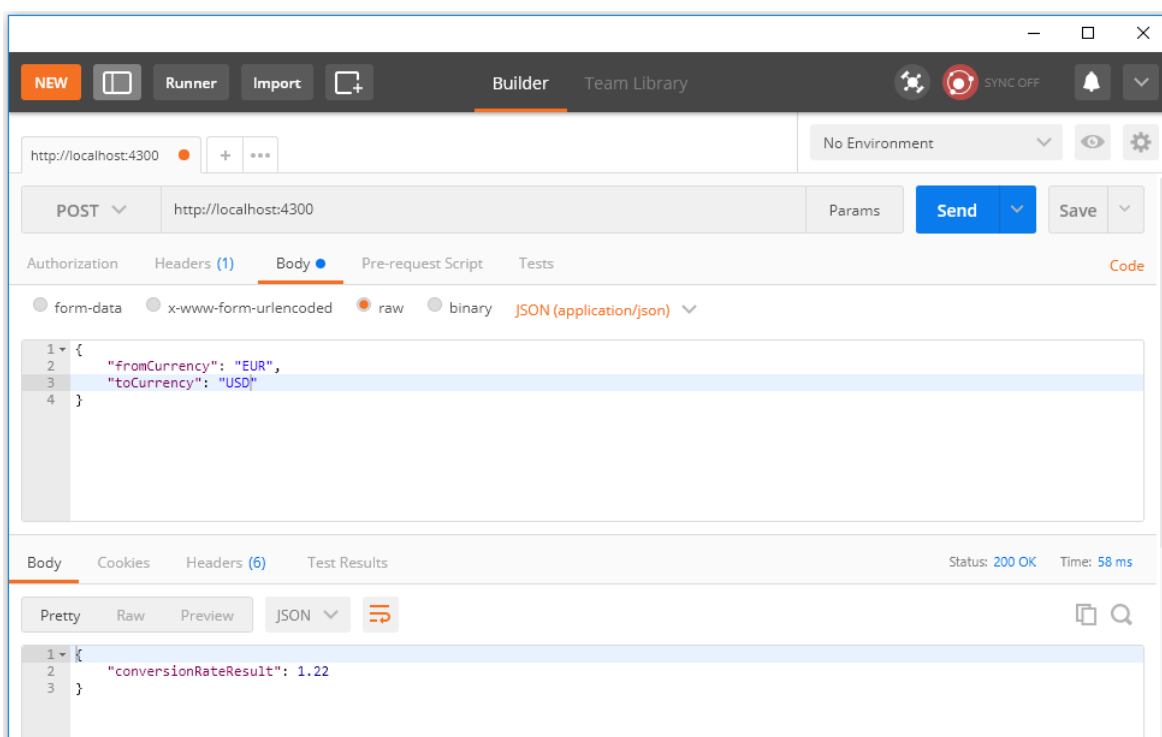 NEW Runner Import Builder Team Library SYNC OFF
http://localhost:4300 + ••• No Environment
POST http://localhost:4300 Params Send Save
Authorization Headers (1) Body Pre-request Script Tests Code
form-data x-www-form-urlencoded raw binary JSON (application/json)
1 {
2 "fromCurrency": "EUR",
3 "toCurrency": "USD"
4 }
Body Cookies Headers (6) Test Results Status: 200 OK Time: 58 ms
Pretty Raw Preview JSON
1 {
2 "conversionRateResult": 1.22
3 }